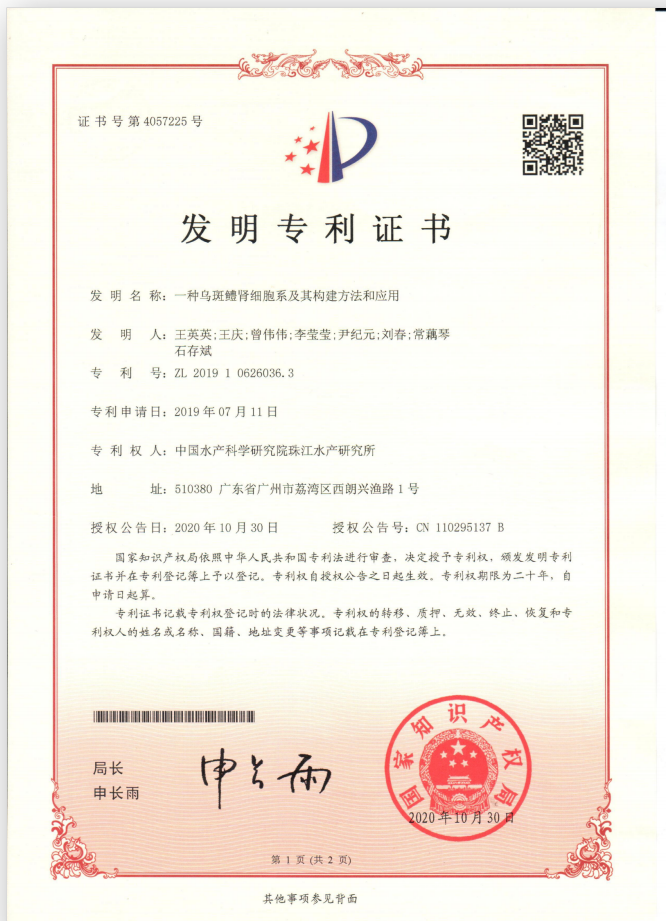 证书号第4057225号
发明专利证书
发明名称：一种乌斑鳢肾细胞系及其构建方法和应用
发明人：王英英;王庆;曾伟伟;李莹莹;尹纪元;刘春;常藕琴
石存斌
专利号：ZL 2019 1 0626036.3
专利申请日：2019年07月11日
专利权人：中国水产科学研究院珠江水产研究所
地址：510380 广东省广州市荔湾区西朗兴渔路1号
授权公告日：2020年10月30日 授权公告号：CN 110295137 B
国家知识产权局依照中华人民共和国专利法进行审查，决定授予专利权，颁发发明专利
证书并在专利登记簿上予以登记。专利权自授权公告之日起生效。专利权期限为二十年，自
申请日起算。
专利证书记载专利权登记时的法律状况。专利权的转移、质押、无效、终止、恢复和专
利权人的姓名或名称、国籍、地址变更等事项记载在专利登记簿上。
局长
申长雨
申长雨
国家知识产权局
2020年10月30日
第1页(共2页)
其他事项参见背面